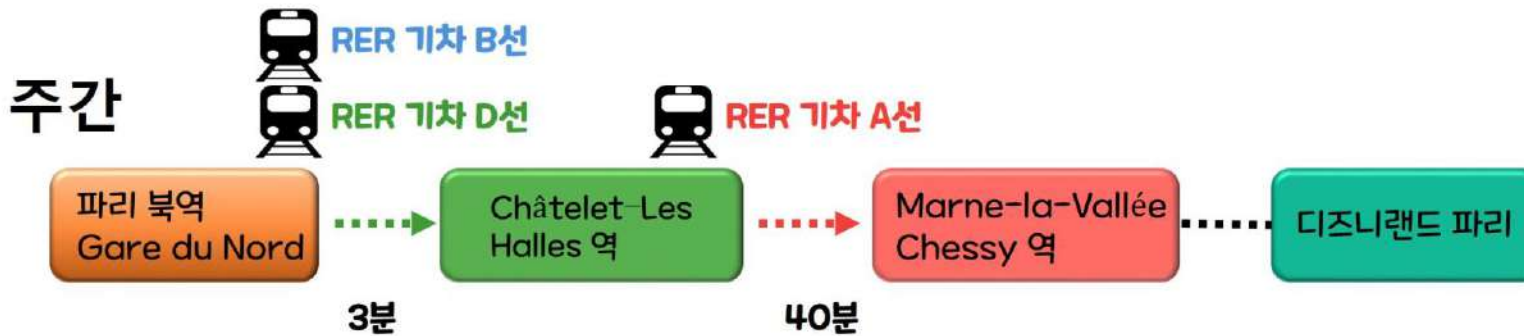 RER 기차 B선
주간
RER 기차 D선
RER 기차 A선
파리 북역
Gare du Nord
Châtelet-Les
Halles 역
Marne-la-Vallée
Chessy 역
디즈니랜드 파리
3분
40분